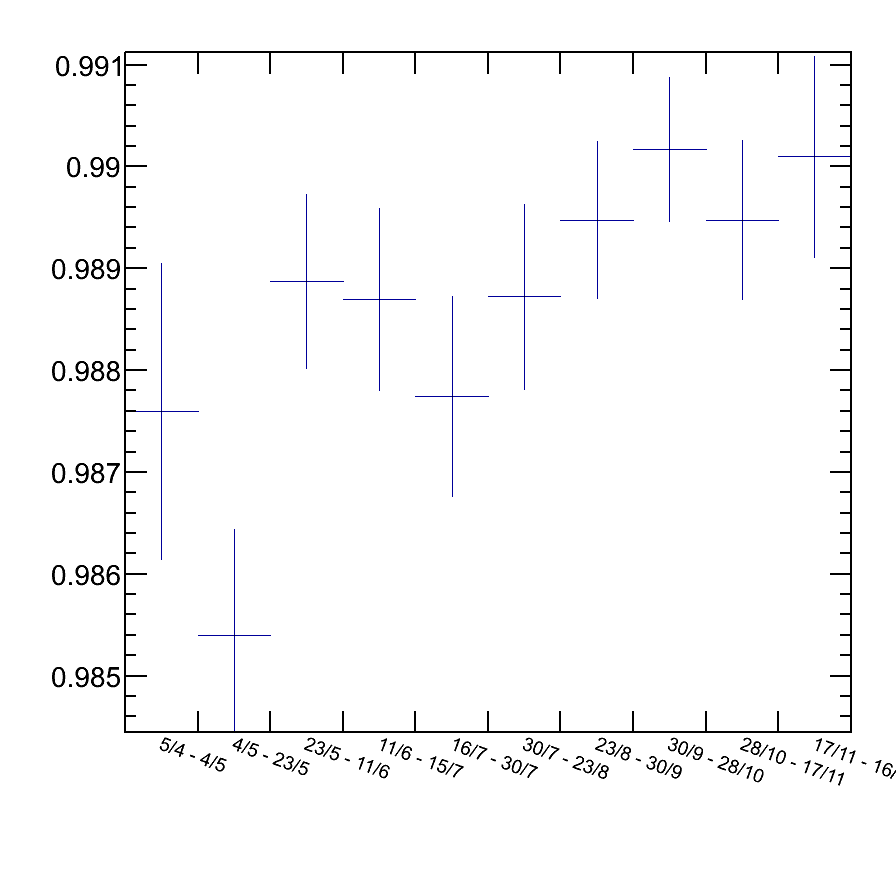 0.991
0.99
0.989
0.988
0.987
0.986
0.985
5/4 - 4/5
4/5 - 23/5
23/5 - 11/6
11/6 - 15/7
16/7 - 30/7
30/7 - 23/8
23/8 - 30/9
30/9 - 28/10
28/10 - 17/11
17/11 - 16/